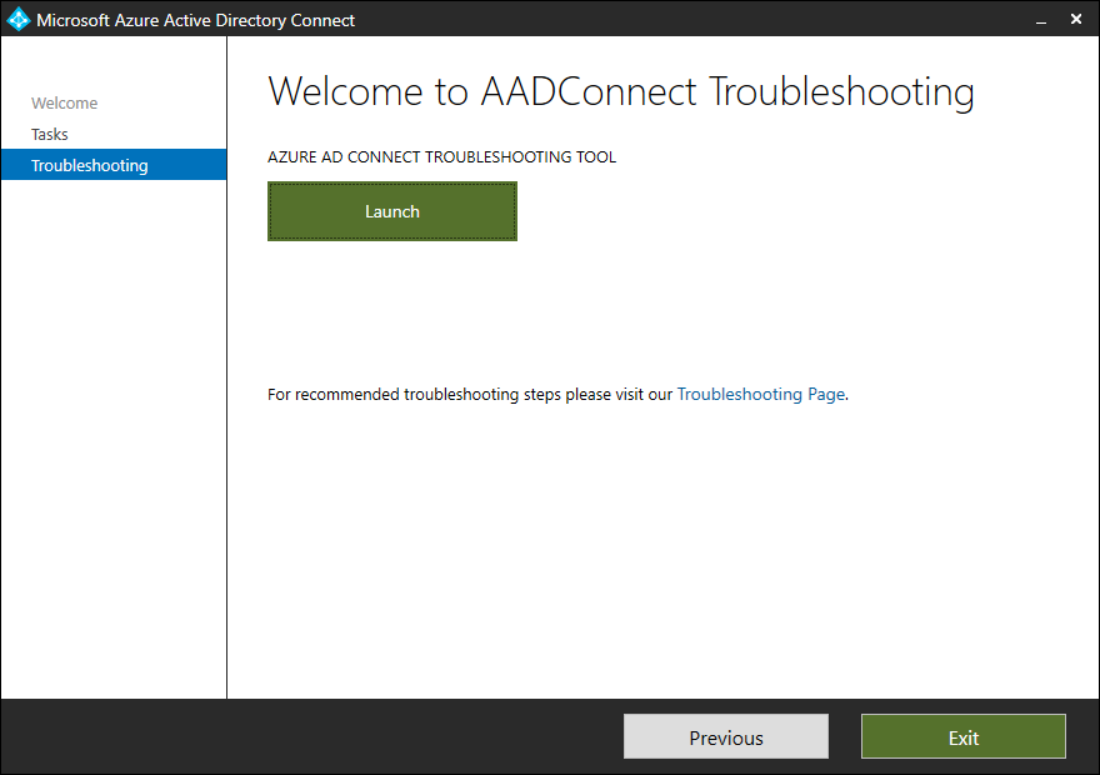 Microsoft Azure Active Directory Connect
Welcome
Tasks
Troubleshooting
Welcome to AADConnect Troubleshooting
AZURE AD CONNECT TROUBLESHOOTING TOOL
Launch
For recommended troubleshooting steps please visit our Troubleshooting Page.
Previous
Exit